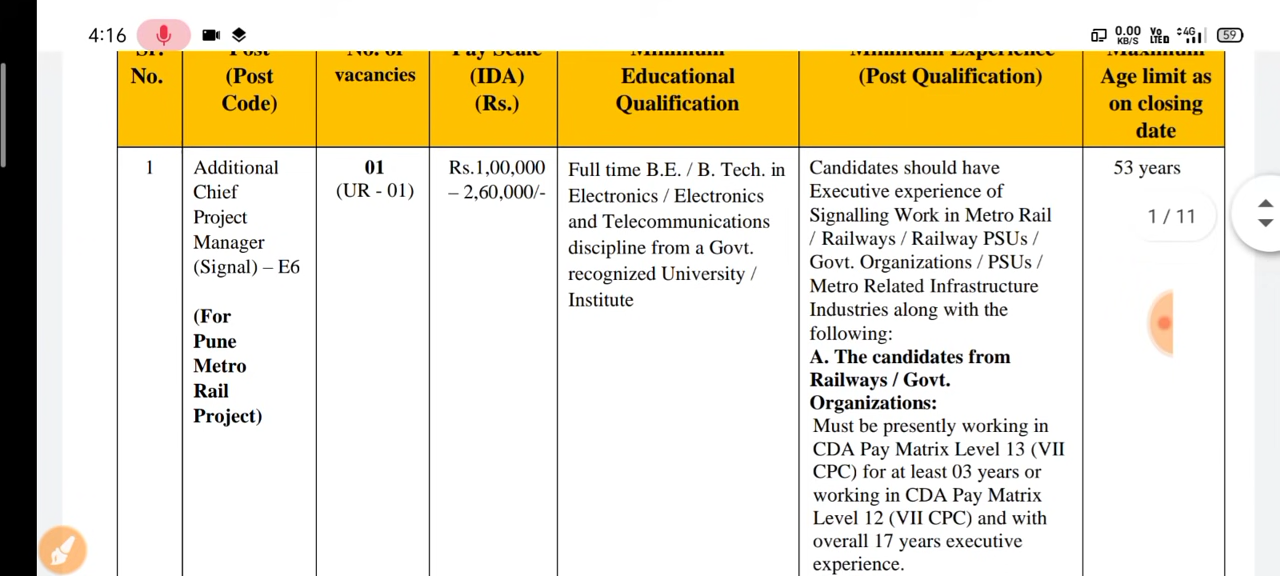 4:16
0.00
KB/S
Vo
LTE D
4G
59
No.
(Post
Code)
vacancies
(IDA)
(Rs.)
Educational
Qualification
(Post Qualification)
Age limit as
on closing
date
1
Additional
Chief
Project
Manager
(Signal) – E6
(For
Pune
Metro
Rail
Project)
01
(UR - 01)
Rs.1,00,000
– 2,60,000/-
Full time B.E. / B. Tech. in
Electronics / Electronics
and Telecommunications
discipline from a Govt.
recognized University /
Institute
Candidates should have
Executive experience of
Signalling Work in Metro Rail
/ Railways / Railway PSUs /
Govt. Organizations / PSUs /
Metro Related Infrastructure
Industries along with the
following:
A. The candidates from
Railways / Govt.
Organizations:
Must be presently working in
CDA Pay Matrix Level 13 (VII
CPC) for at least 03 years or
working in CDA Pay Matrix
Level 12 (VII CPC) and with
overall 17 years executive
experience.
53 years
1 / 11